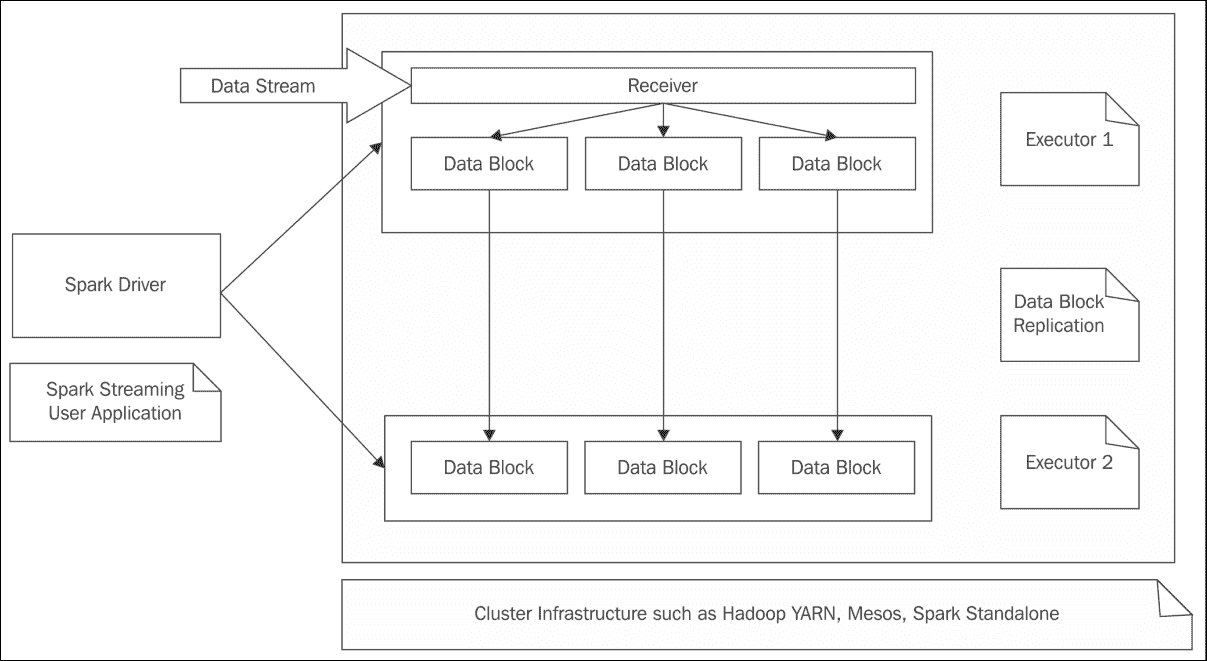 Data Stream
Receiver
Data Block
Data Block
Data Block
Executor 1
Spark Driver
Data Block
Replication
Spark Streaming
User Application
Data Block
Data Block
Data Block
Executor 2
Cluster Infrastructure such as Hadoop YARN, Mesos, Spark Standalone